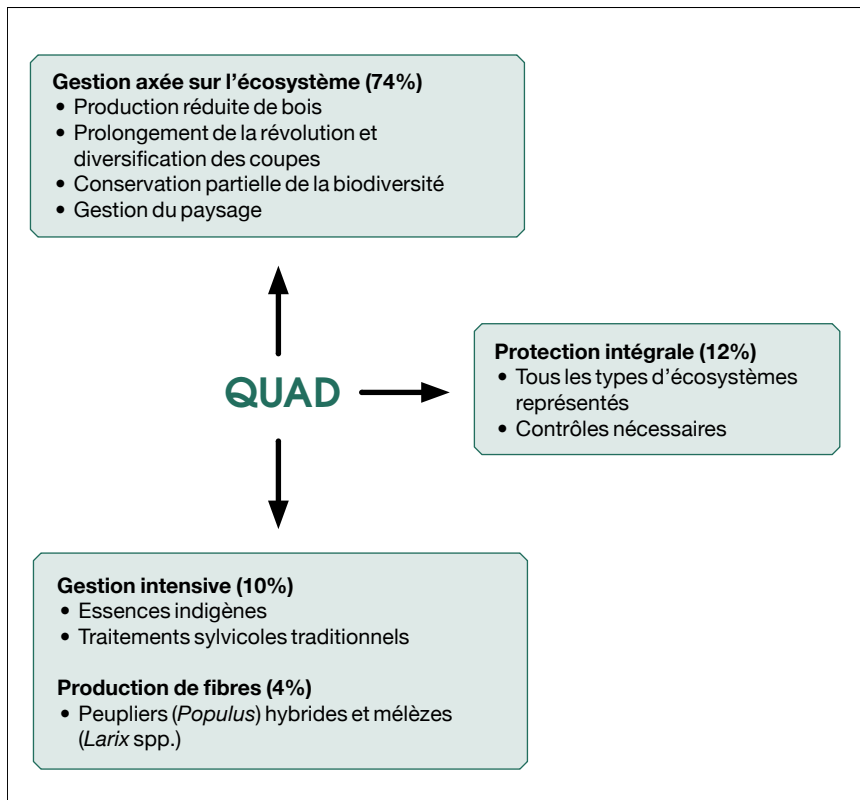 Gestion axée sur l’écosystème (74%)
• Production réduite de bois
• Prolongement de la révolution et
diversification des coupes
• Conservation partielle de la biodiversité
• Gestion du paysage
Protection intégrale (12%)
• Tous les types d’écosystèmes
représentés
• Contrôles nécessaires
QUAD
Gestion intensive (10%)
• Essences indigènes
• Traitements sylvicoles traditionnels
Production de fibres (4%)
• Peupliers (Populus) hybrides et mélèzes
(Larix spp.)